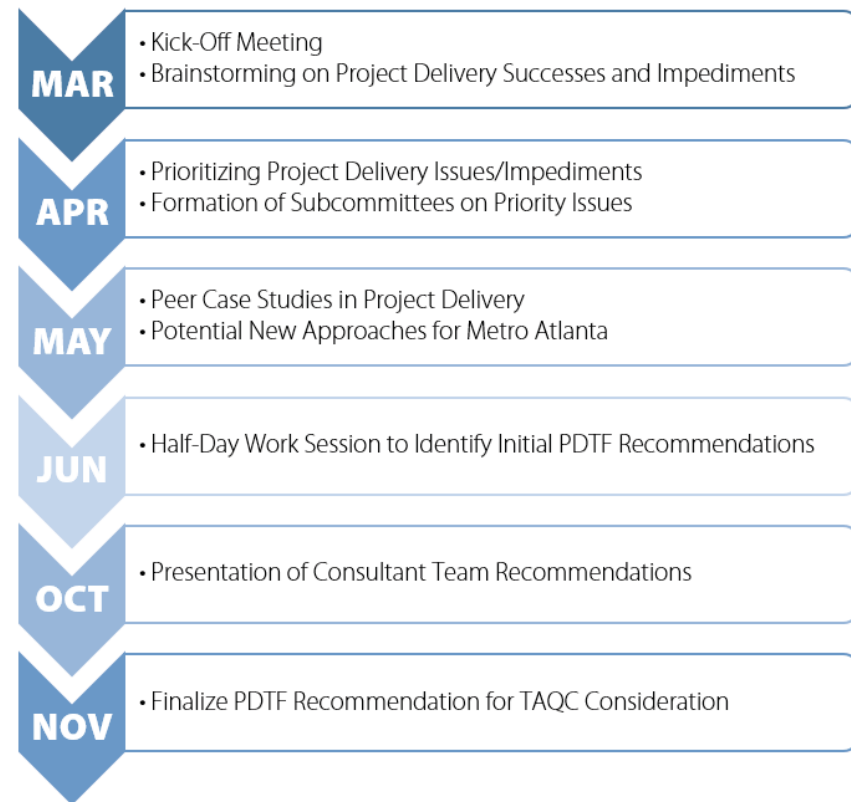 MAR
• Kick-Off Meeting
• Brainstorming on Project Delivery Successes and Impediments
APR
• Prioritizing Project Delivery Issues/Impediments
• Formation of Subcommittees on Priority Issues
MAY
• Peer Case Studies in Project Delivery
• Potential New Approaches for Metro Atlanta
JUN
• Half-Day Work Session to Identify Initial PDTF Recommendations
OCT
• Presentation of Consultant Team Recommendations
NOV
• Finalize PDTF Recommendation for TAQC Consideration